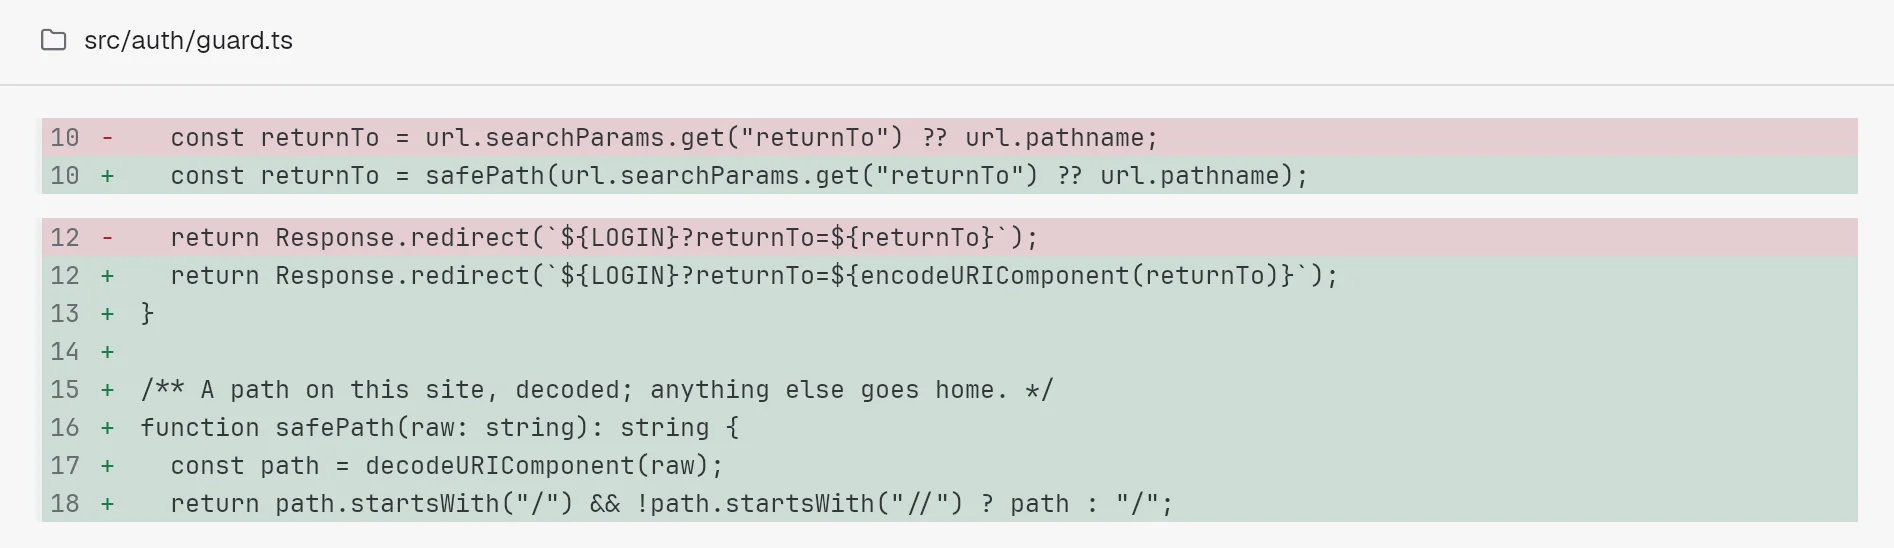 src/auth/guard.ts
10 -   const returnTo = url.searchParams.get("returnTo") ?? url.pathname;
10 +   const returnTo = safePath(url.searchParams.get("returnTo") ?? url.pathname);
12 -   return Response.redirect(`${LOGIN}?returnTo=${returnTo}`);
12 +   return Response.redirect(`${LOGIN}?returnTo=${encodeURIComponent(returnTo)}`);
13 + }
14 +
15 + /** A path on this site, decoded; anything else goes home. */
16 + function safePath(raw: string): string {
17 +   const path = decodeURIComponent(raw);
18 +   return path.startsWith("/") && !path.startsWith("//") ? path : "/";